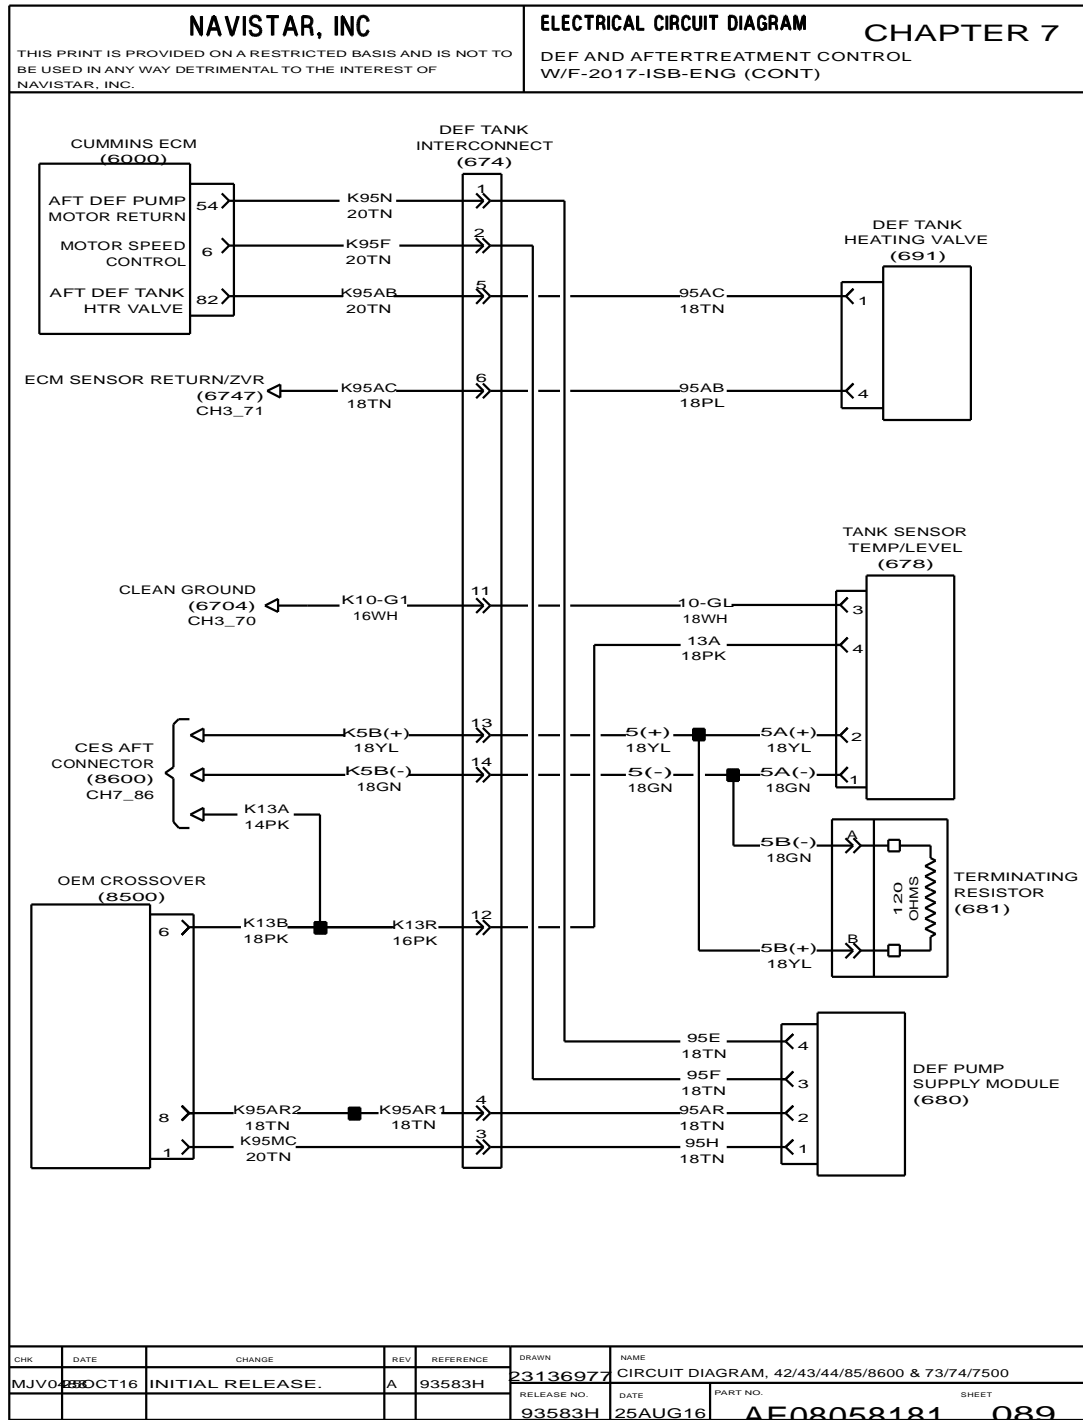 NAVISTAR, INC
THIS PRINT IS PROVIDED ON A RESTRICTED BASIS AND IS NOT TO
BE USED IN ANY WAY DETRIMENTAL TO THE INTEREST OF
NAVISTAR, INC.
ELECTRICAL CIRCUIT DIAGRAM
CHAPTER 7
DEF AND AFTERTREATMENT CONTROL
W/F-2017-ISB-ENG (CONT)
CUMMINS ECM
(6000)
AFT DEF PUMP
MOTOR RETURN
54
MOTOR SPEED
CONTROL
6
AFT DEF TANK
HTR VALVE
82
K95N
20TN
K95F
20TN
K95AB
20TN
DEF TANK
INTERCONNECT
(674)
1
2
5
95AC
18TN
DEF TANK
HEATING VALVE
(691)
1
4
ECM SENSOR RETURN/ZVR
(6747)
CH3_71
K95AC
18TN
6
95AB
18PL
TANK SENSOR
TEMP/LEVEL
(678)
CLEAN GROUND
(6704)
CH3_70
K10-G1
16WH
11
10-GL
18WH
3
13A
18PK
4
CES AFT
CONNECTOR
(8600)
CH7_86
K5B(+)
18YL
13
5(+)
18YL
5A(+)
18YL
2
K5B(-)
18GN
14
5(-)
18GN
5A(-)
18GN
1
K13A
14PK
5B(-)
18GN
A
120
OHMS
TERMINATING
RESISTOR
(681)
5B(+)
18YL
B
OEM CROSSOVER
(8500)
6
K13B
18PK
K13R
16PK
12
95E
18TN
4
95F
18TN
3
DEF PUMP
SUPPLY MODULE
(680)
8
K95AR2
18TN
K95AR1
18TN
4
95AR
18TN
2
1
K95MC
20TN
3
95H
18TN
1
CHK DATE CHANGE REV REFERENCE
INITIAL RELEASE. A 93583H
DRAWN
23136977
NAME
CIRCUIT DIAGRAM, 42/43/44/85/8600 & 73/74/7500
RELEASE NO.
93583H
DATE
25AUG16
PART NO.
AE08058181
SHEET
089